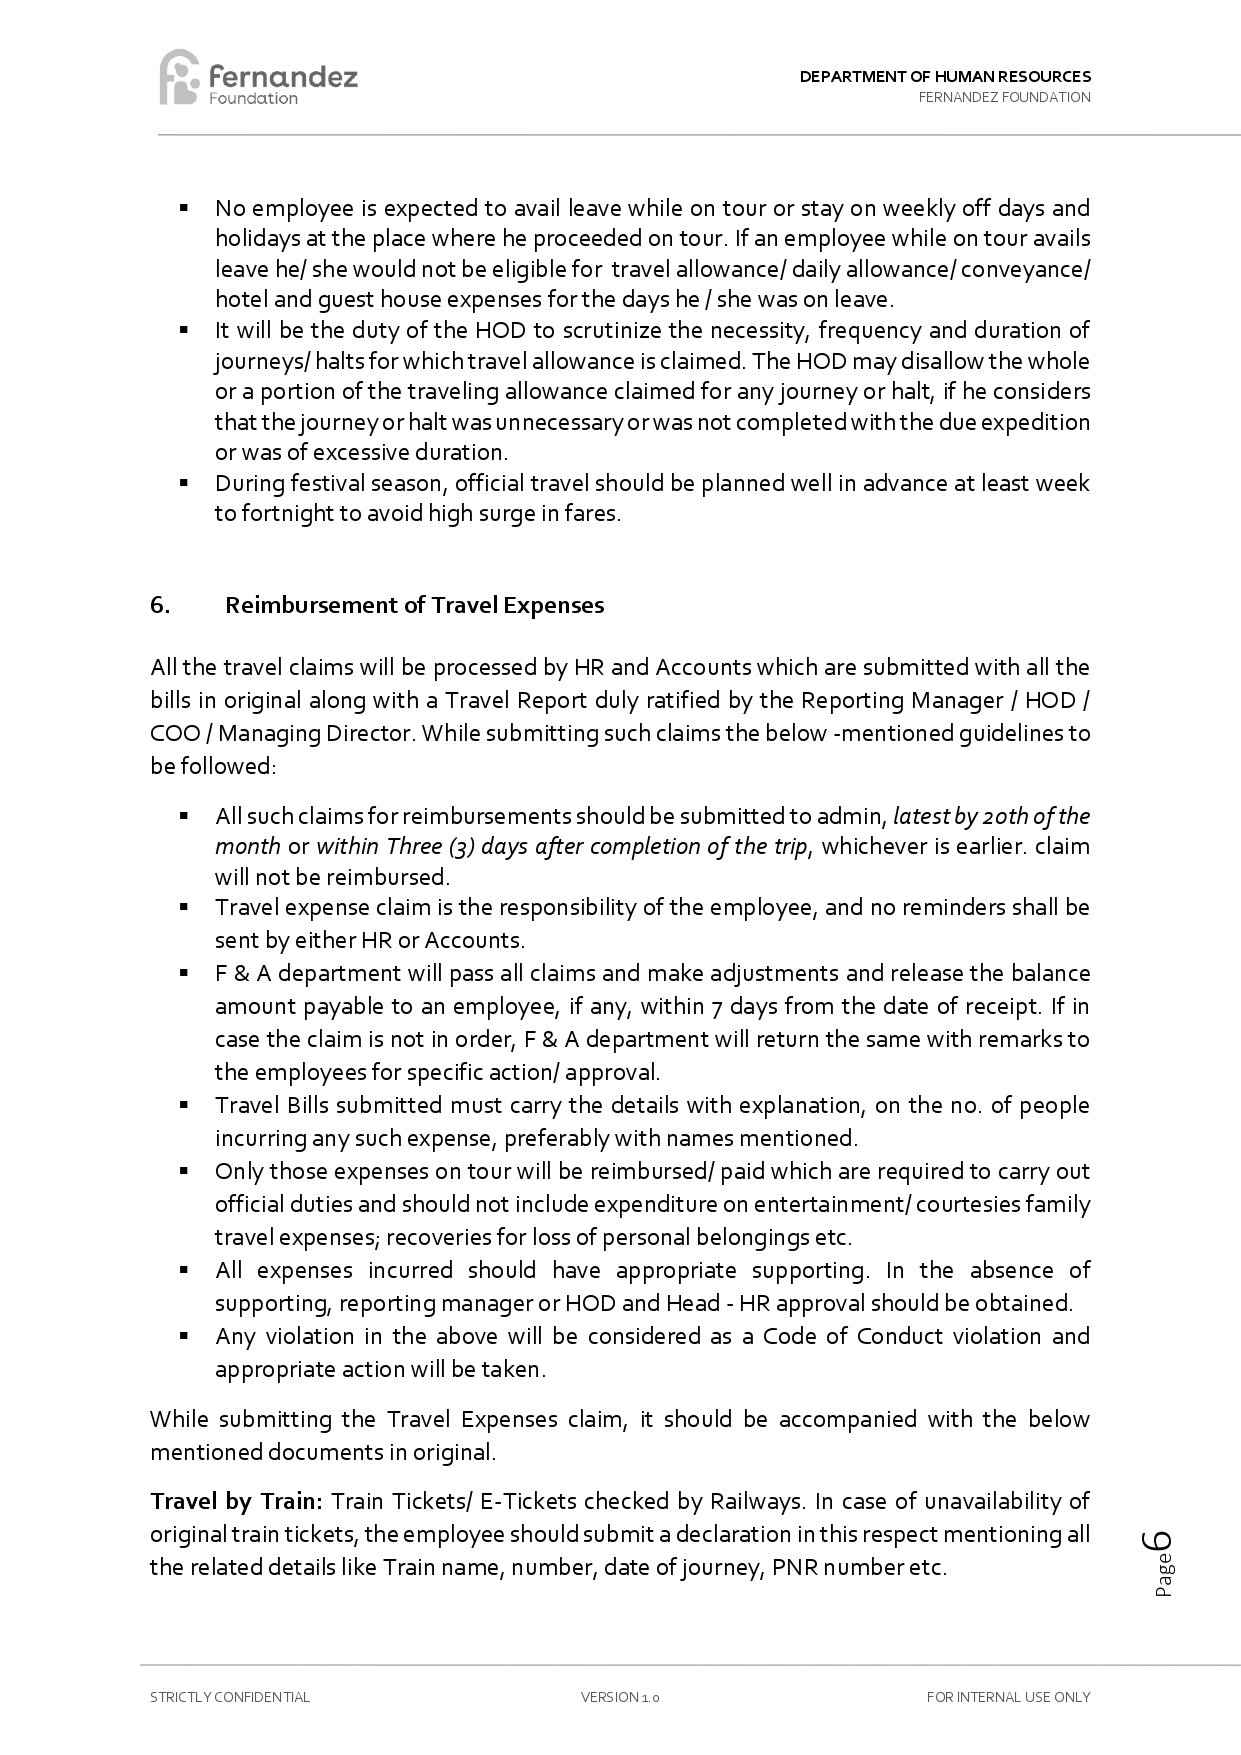 fernandez
Foundation
DEPARTMENT OF HUMAN RESOURCES
FERNANDEZ FOUNDATION
▪ No employee is expected to avail leave while on tour or stay on weekly off days and
holidays at the place where he proceeded on tour. If an employee while on tour avails
leave he/ she would not be eligible for travel allowance/ daily allowance/ conveyance/
hotel and guest house expenses for the days he / she was on leave.
▪ It will be the duty of the HOD to scrutinize the necessity, frequency and duration of
journeys/ halts for which travel allowance is claimed. The HOD may disallow the whole
or a portion of the traveling allowance claimed for any journey or halt, if he considers
that the journey or halt was unnecessary or was not completed with the due expedition
or was of excessive duration.
▪ During festival season, official travel should be planned well in advance at least week
to fortnight to avoid high surge in fares.
6. Reimbursement of Travel Expenses
All the travel claims will be processed by HR and Accounts which are submitted with all the
bills in original along with a Travel Report duly ratified by the Reporting Manager / HOD /
COO / Managing Director. While submitting such claims the below -mentioned guidelines to
be followed:
▪ All such claims for reimbursements should be submitted to admin, latest by 20th of the
month or within Three (3) days after completion of the trip, whichever is earlier. claim
will not be reimbursed.
▪ Travel expense claim is the responsibility of the employee, and no reminders shall be
sent by either HR or Accounts.
▪ F & A department will pass all claims and make adjustments and release the balance
amount payable to an employee, if any, within 7 days from the date of receipt. If in
case the claim is not in order, F & A department will return the same with remarks to
the employees for specific action/ approval.
▪ Travel Bills submitted must carry the details with explanation, on the no. of people
incurring any such expense, preferably with names mentioned.
▪ Only those expenses on tour will be reimbursed/ paid which are required to carry out
official duties and should not include expenditure on entertainment/ courtesies family
travel expenses; recoveries for loss of personal belongings etc.
▪ All expenses incurred should have appropriate supporting. In the absence of
supporting, reporting manager or HOD and Head - HR approval should be obtained.
▪ Any violation in the above will be considered as a Code of Conduct violation and
appropriate action will be taken.
While submitting the Travel Expenses claim, it should be accompanied with the below
mentioned documents in original.
Travel by Train: Train Tickets/ E-Tickets checked by Railways. In case of unavailability of
original train tickets, the employee should submit a declaration in this respect mentioning all
the related details like Train name, number, date of journey, PNR number etc.
Page 6
STRICTLY CONFIDENTIAL
VERSION 1.0
FOR INTERNAL USE ONLY